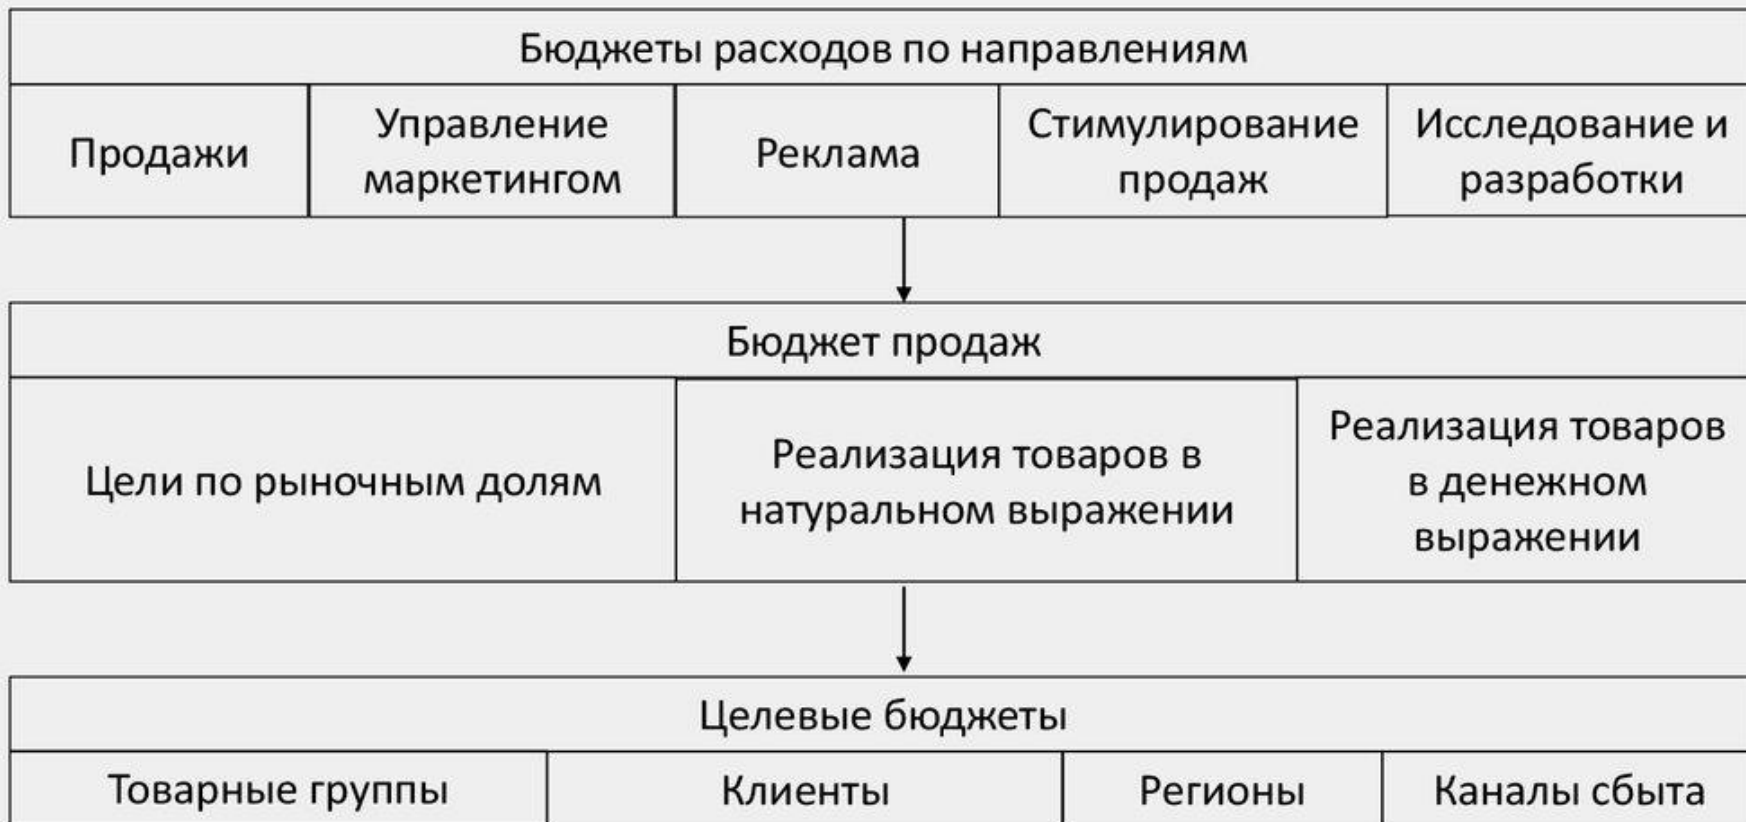 Бюджеты расходов по направлениям
Продажи
Управление
маркетингом
Реклама
Стимулирование
продаж
Исследование и
разработки
Бюджет продаж
Цели по рыночным долям
Реализация товаров в
натуральном выражении
Реализация товаров
в денежном
выражении
Целевые бюджеты
Товарные группы
Клиенты
Регионы
Каналы сбыта